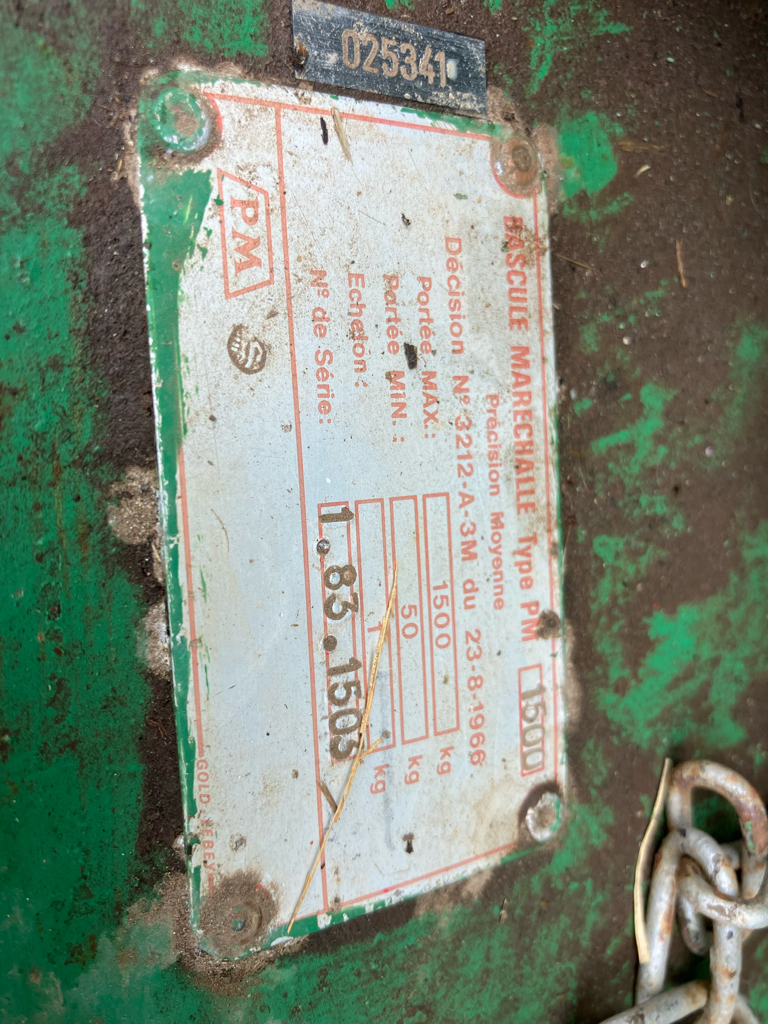 025341
BASCULE MARECHALLE Type PM 1500
Précision Moyenne
Décision N° 3212-A-3M du 23-8-1966
Portée MAX.: 1500 kg
Portée MIN.: 50 kg
Echelon: 1 kg
N° de Série: 1.83.1505
PM